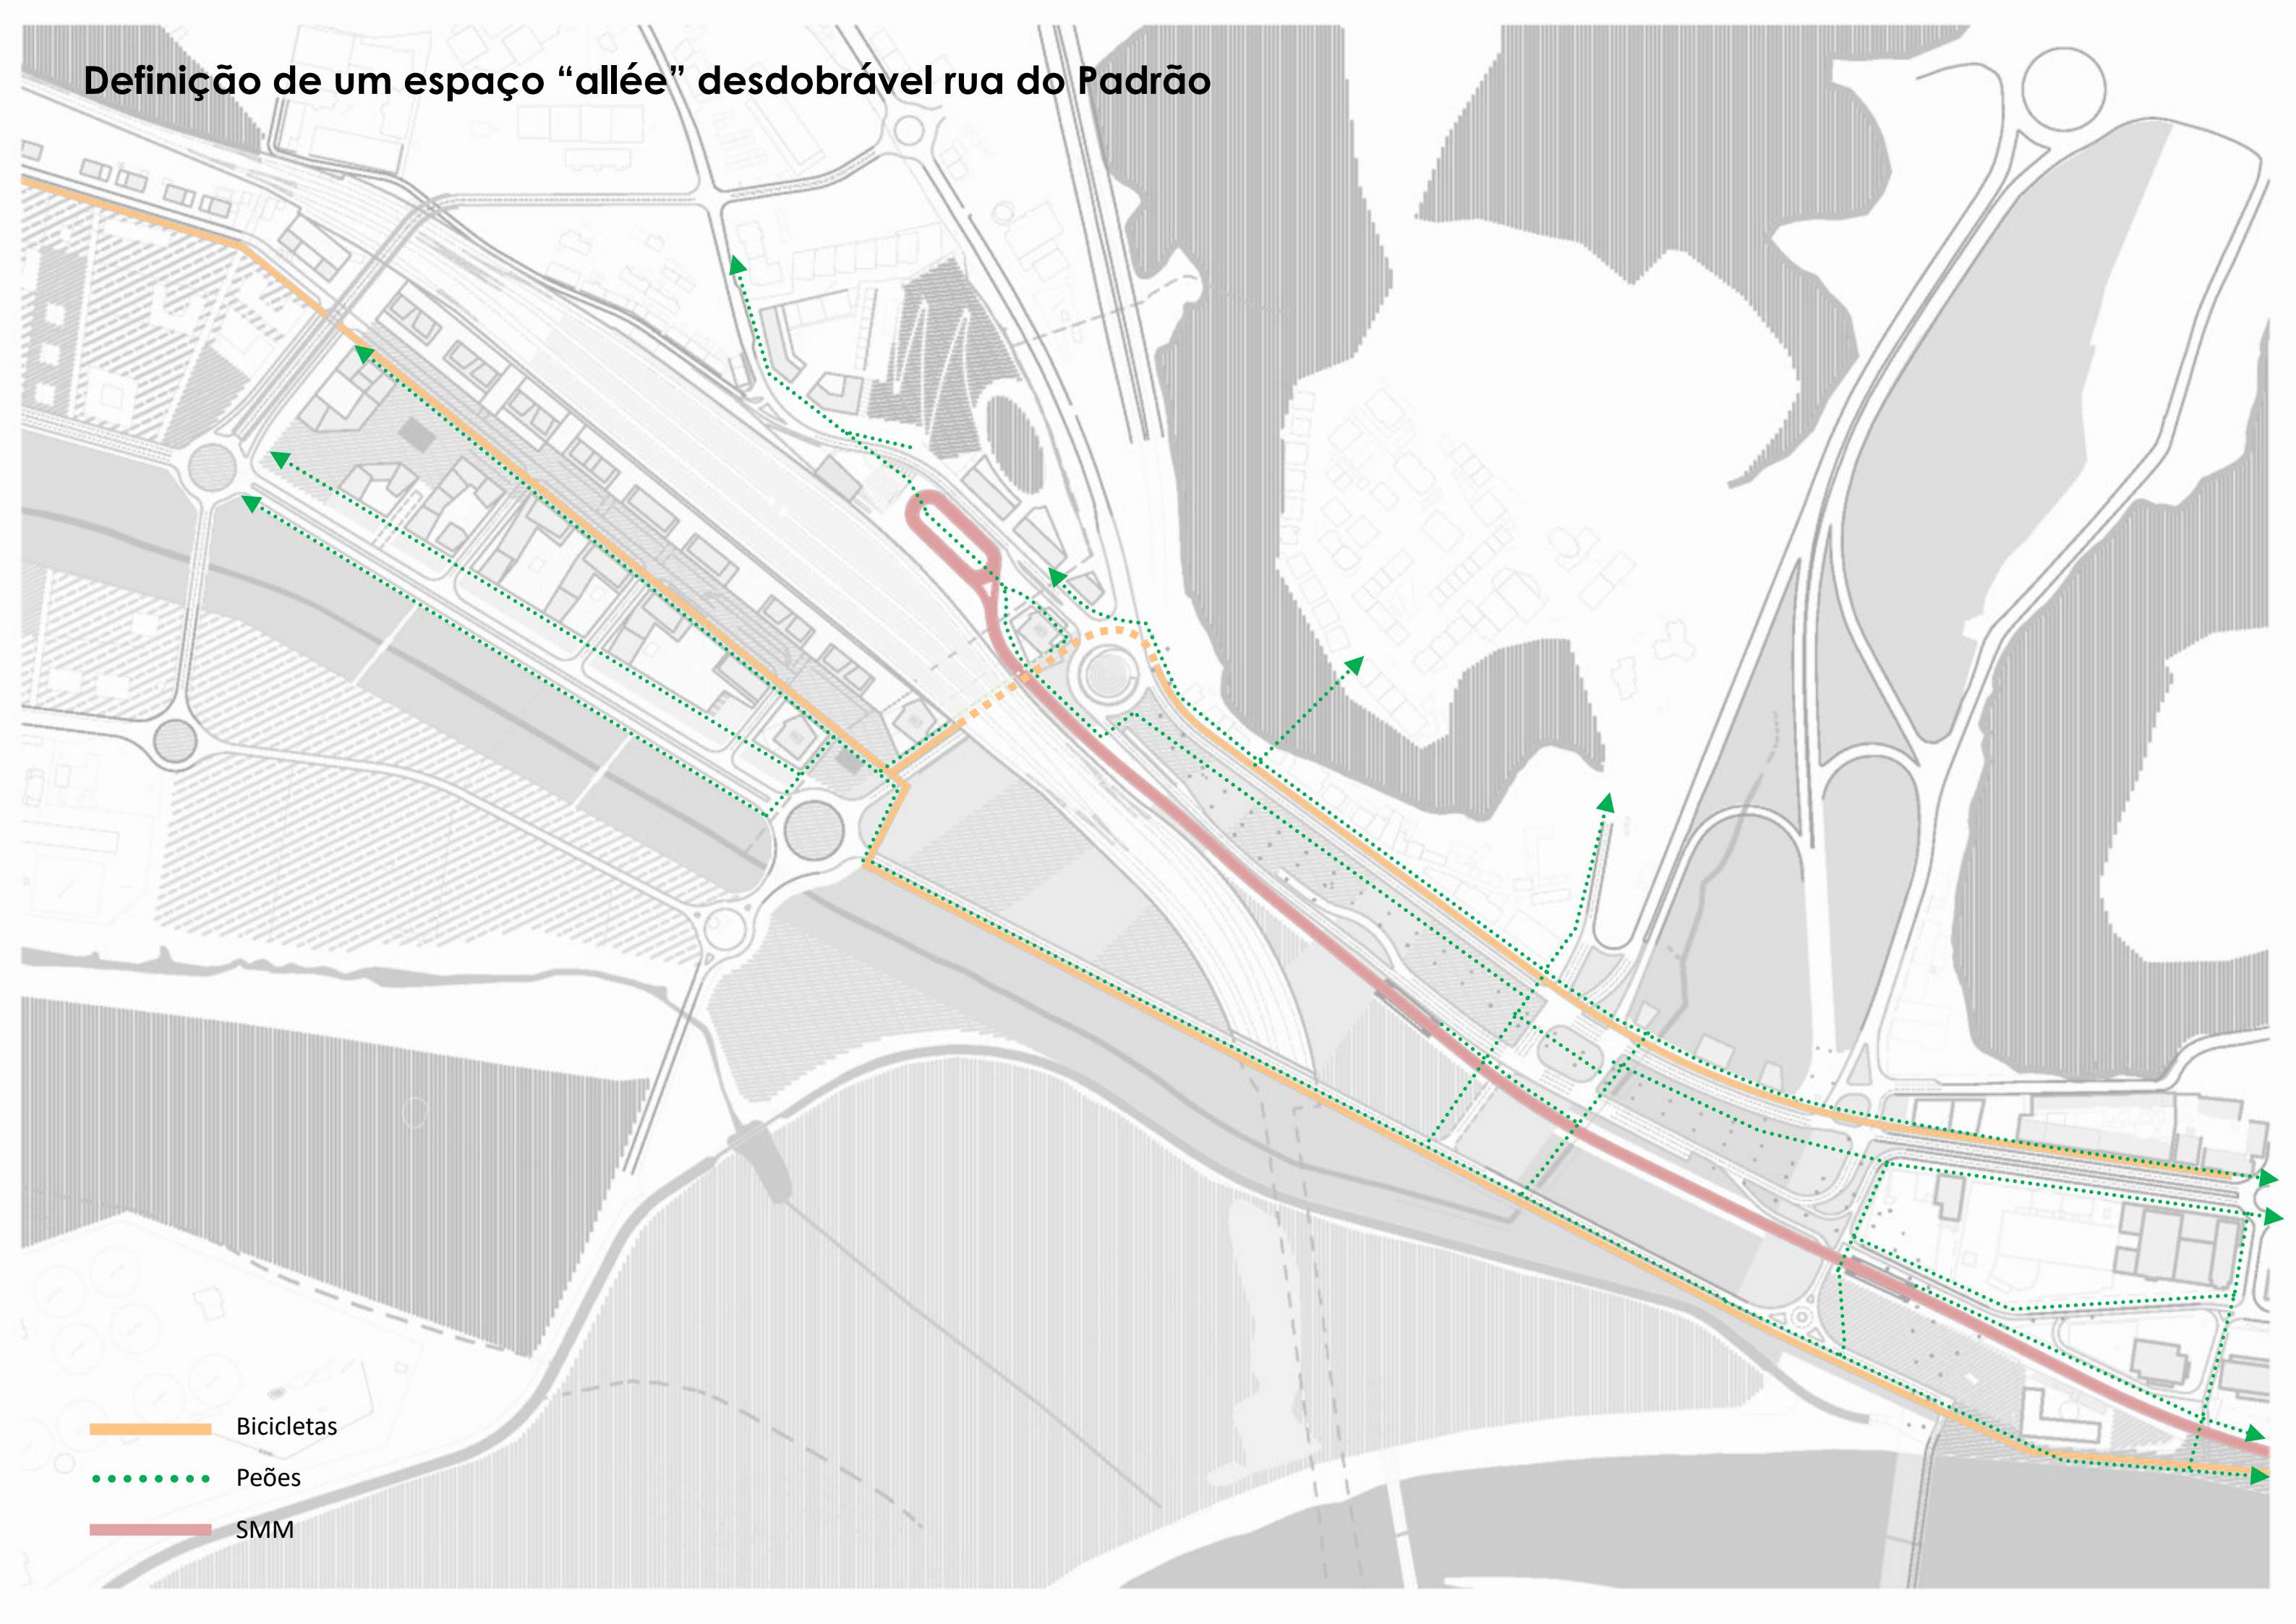 Definição de um espaço “allée” desdobrável rua do Padrão
Bicicletas
Peões
SMM